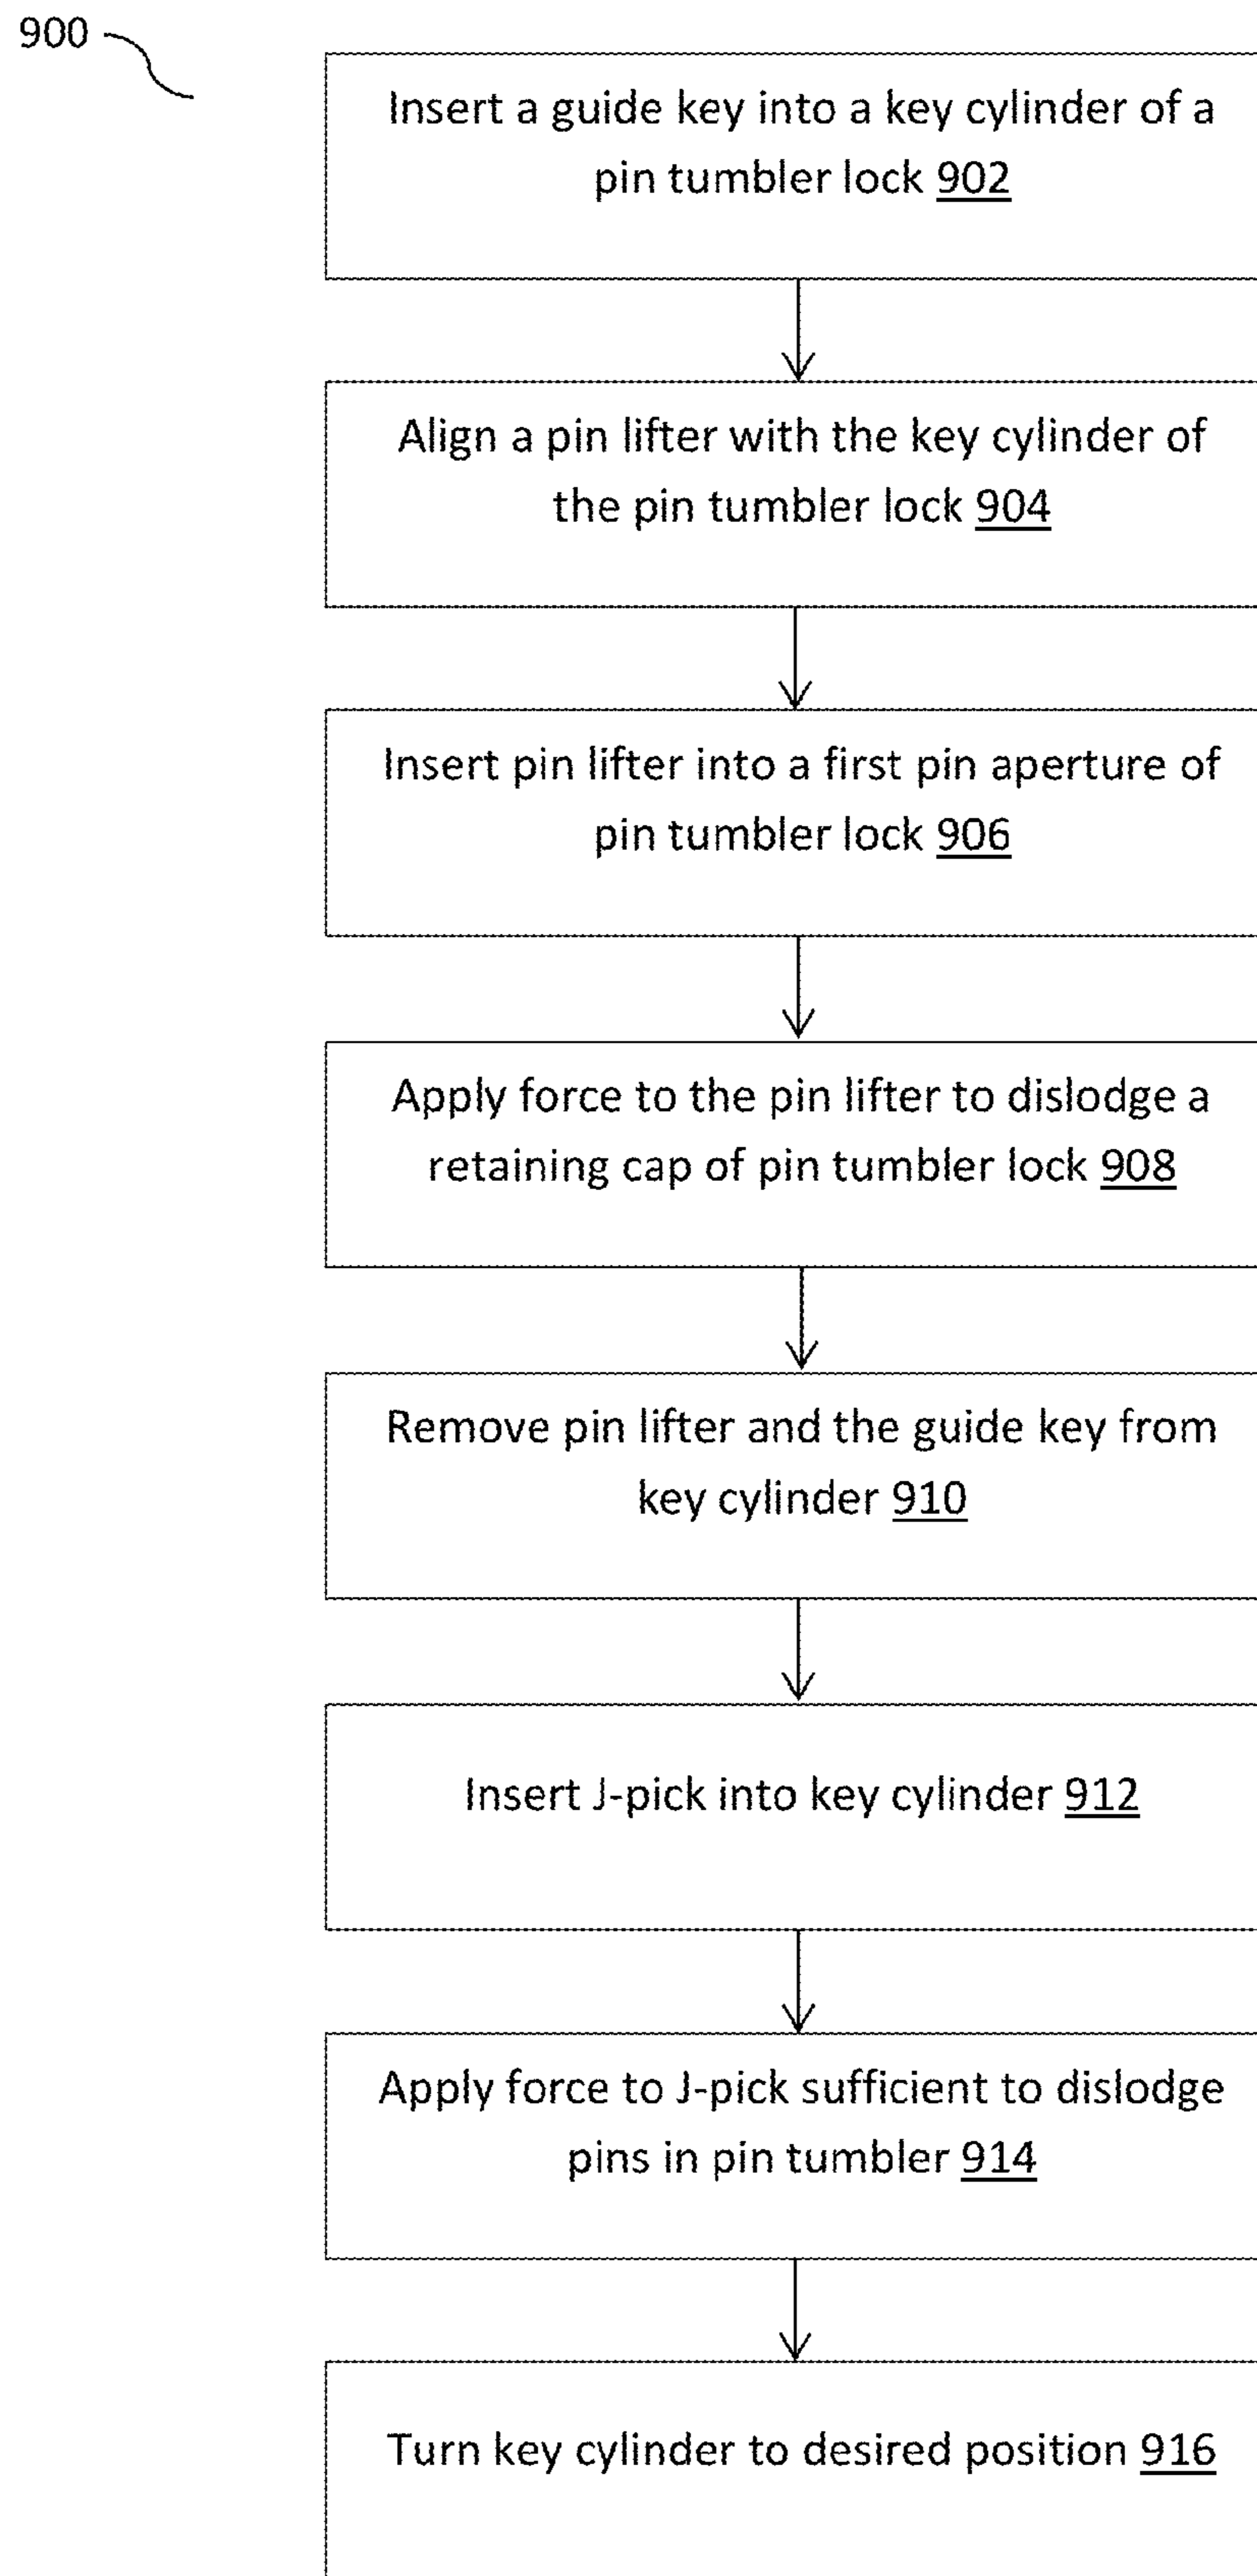 900
Insert a guide key into a key cylinder of a
pin tumbler lock 902
Align a pin lifter with the key cylinder of
the pin tumbler lock 904
Insert pin lifter into a first pin aperture of
pin tumbler lock 906
Apply force to the pin lifter to dislodge a
retaining cap of pin tumbler lock 908
Remove pin lifter and the guide key from
key cylinder 910
Insert J-pick into key cylinder 912
Apply force to J-pick sufficient to dislodge
pins in pin tumbler 914
Turn key cylinder to desired position 916